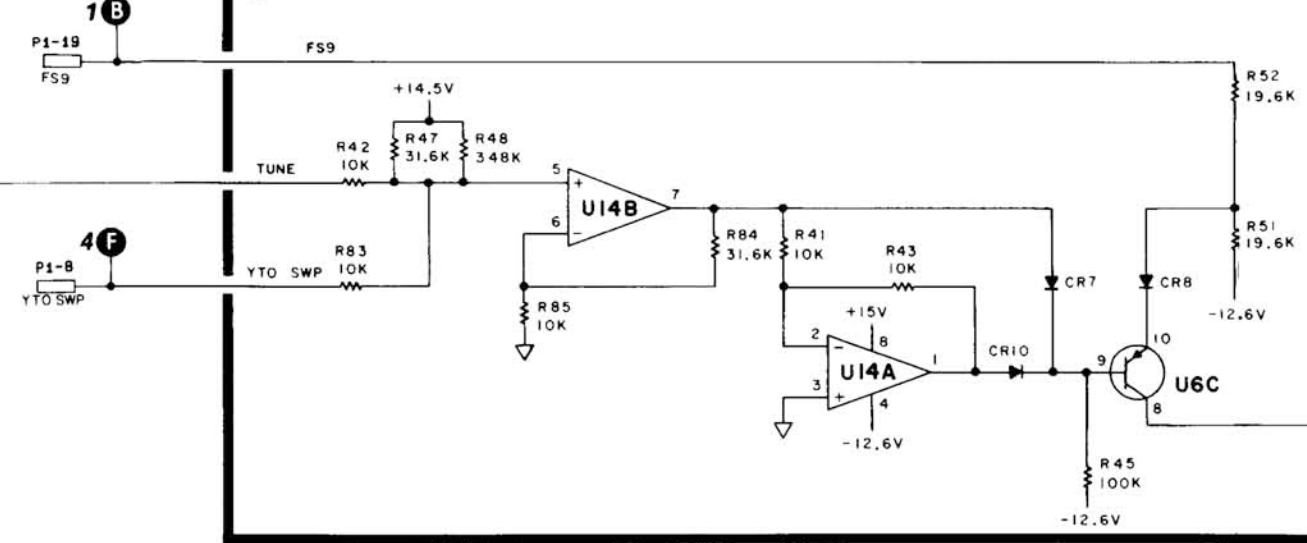 1 B
P1-19
FS9
FS9
R52
19.6K
+14.5V
R42
10K
R47
31.6K
R48
348K
TUNE
5
+
U14B
7
6
−
R84
31.6K
R41
10K
R43
10K
R51
19.6K
4 F
P1-8
YTO SWP
YTO SWP
R83
10K
CR7
CR8
-12.6V
R85
10K
+15V
8
2
−
U14A
1
CR10
3
+
4
-12.6V
9
10
U6C
8
R45
100K
-12.6V